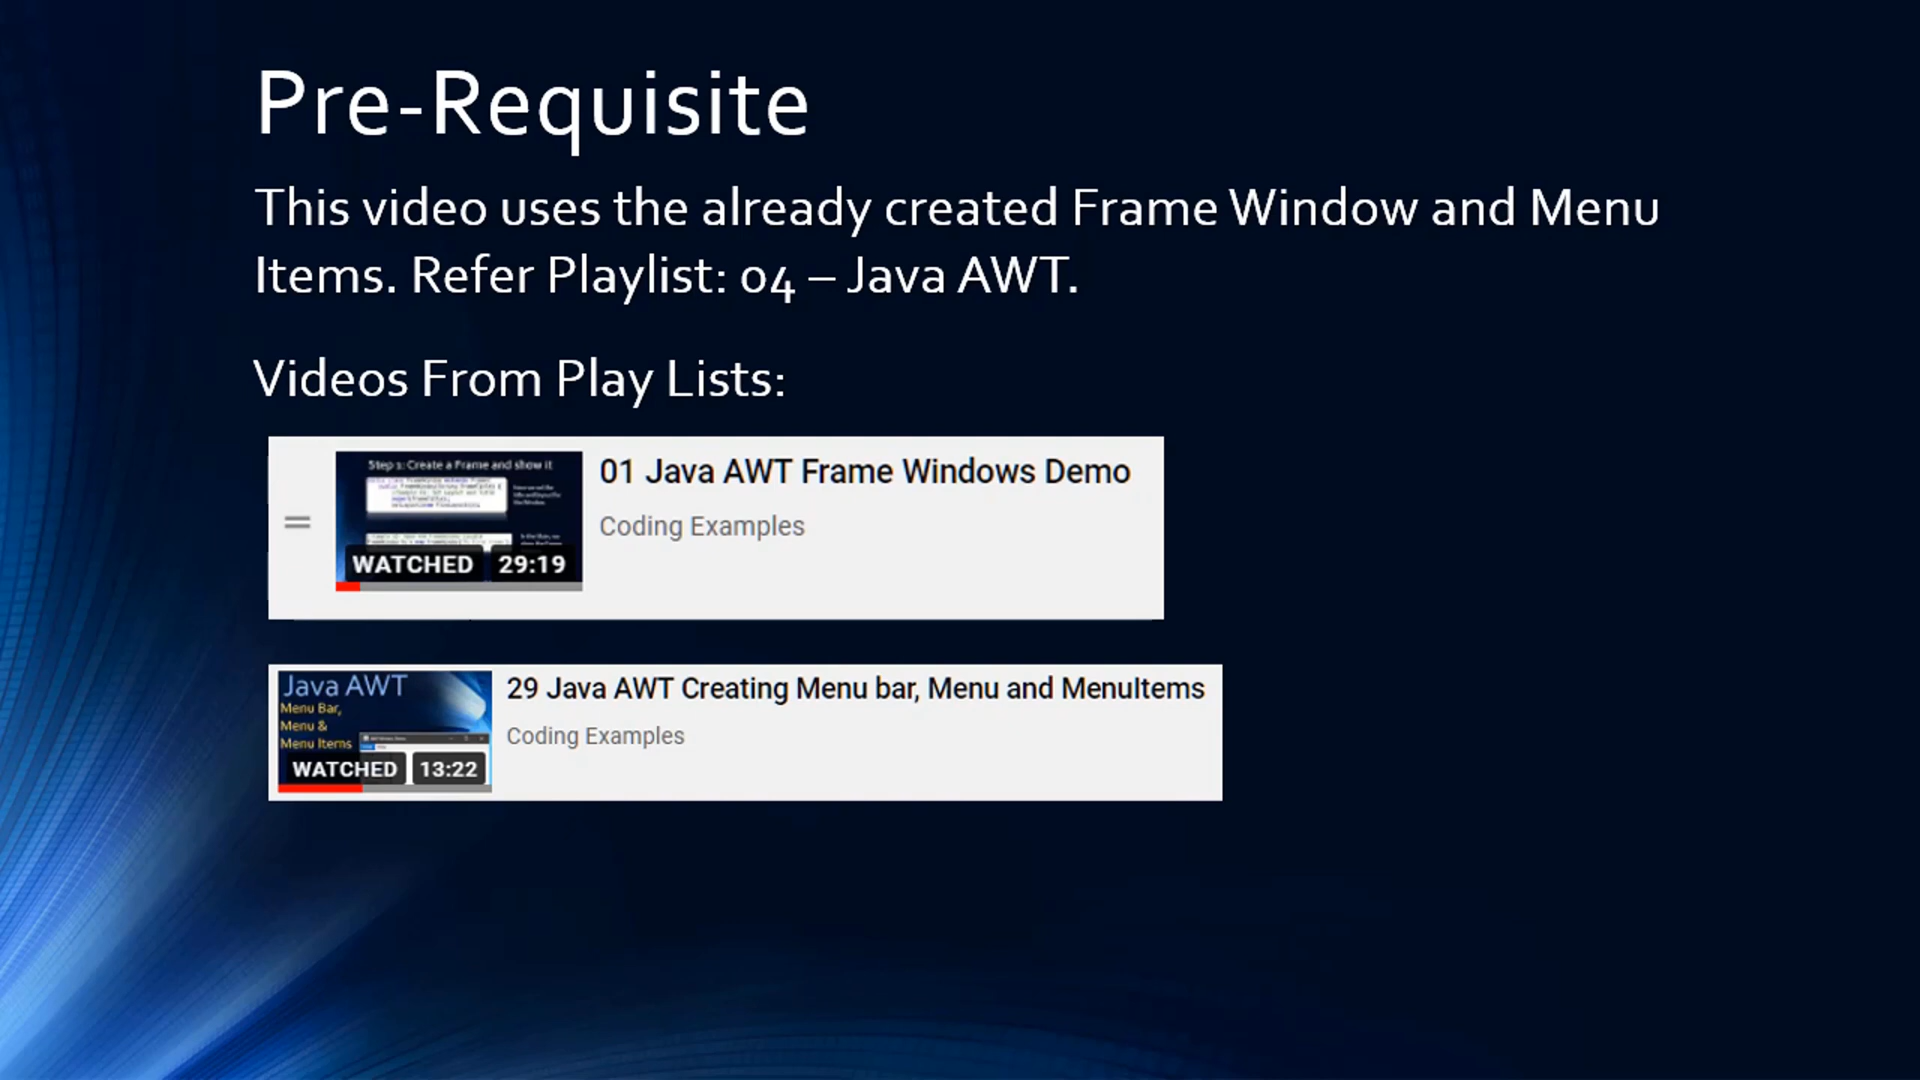 Pre-Requisite
This video uses the already created Frame Window and Menu
Items. Refer Playlist: 04 – Java AWT.
Videos From Play Lists:
Step 1: Create a Frame and show it
WATCHED 29:19
01 Java AWT Frame Windows Demo
Coding Examples
Java AWT
Menu Bar,
Menu &
Menu Items
WATCHED 13:22
29 Java AWT Creating Menu bar, Menu and MenuItems
Coding Examples